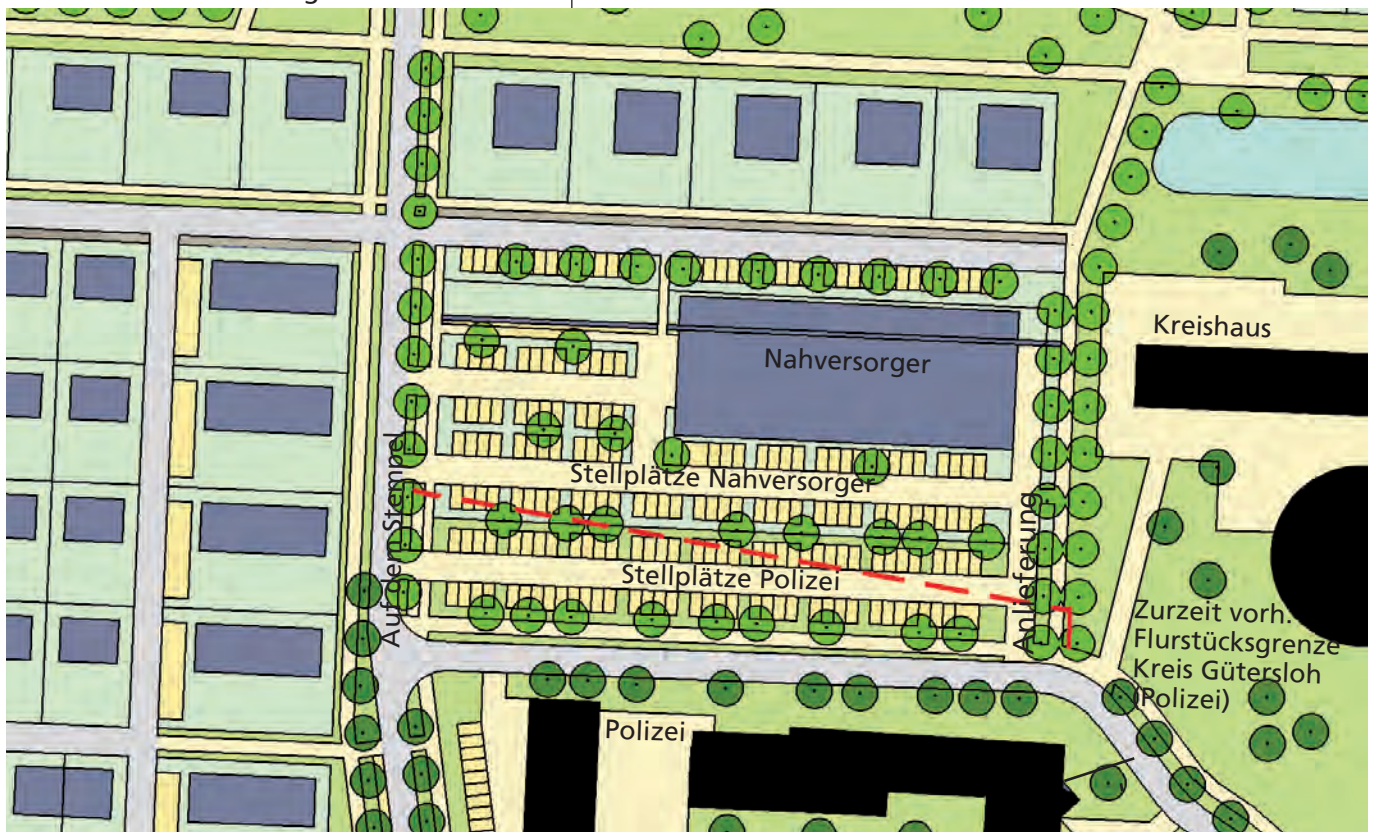 Kreishaus
Nahversorger
Stellplätze Nahversorger
Auf dem Stempel
Stellplätze Polizei
Anlieferung
Zurzeit vorh.
Flurstücksgrenze
Kreis Gütersloh
(Polizei)
Polizei